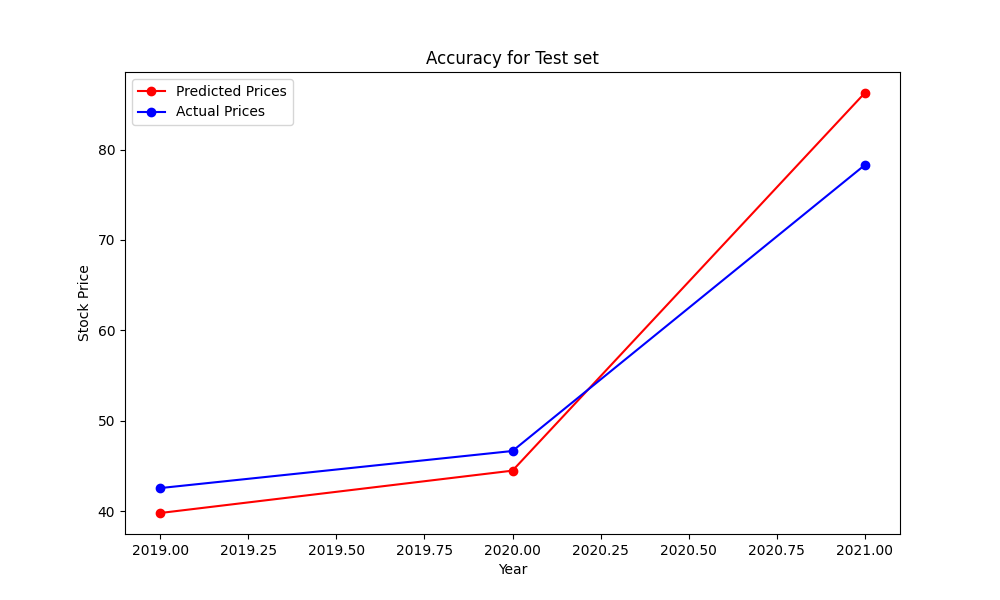 Accuracy for Test set
Predicted Prices
Actual Prices
80
70
60
50
40
Stock Price
2019.00 2019.25 2019.50 2019.75 2020.00 2020.25 2020.50 2020.75 2021.00
Year